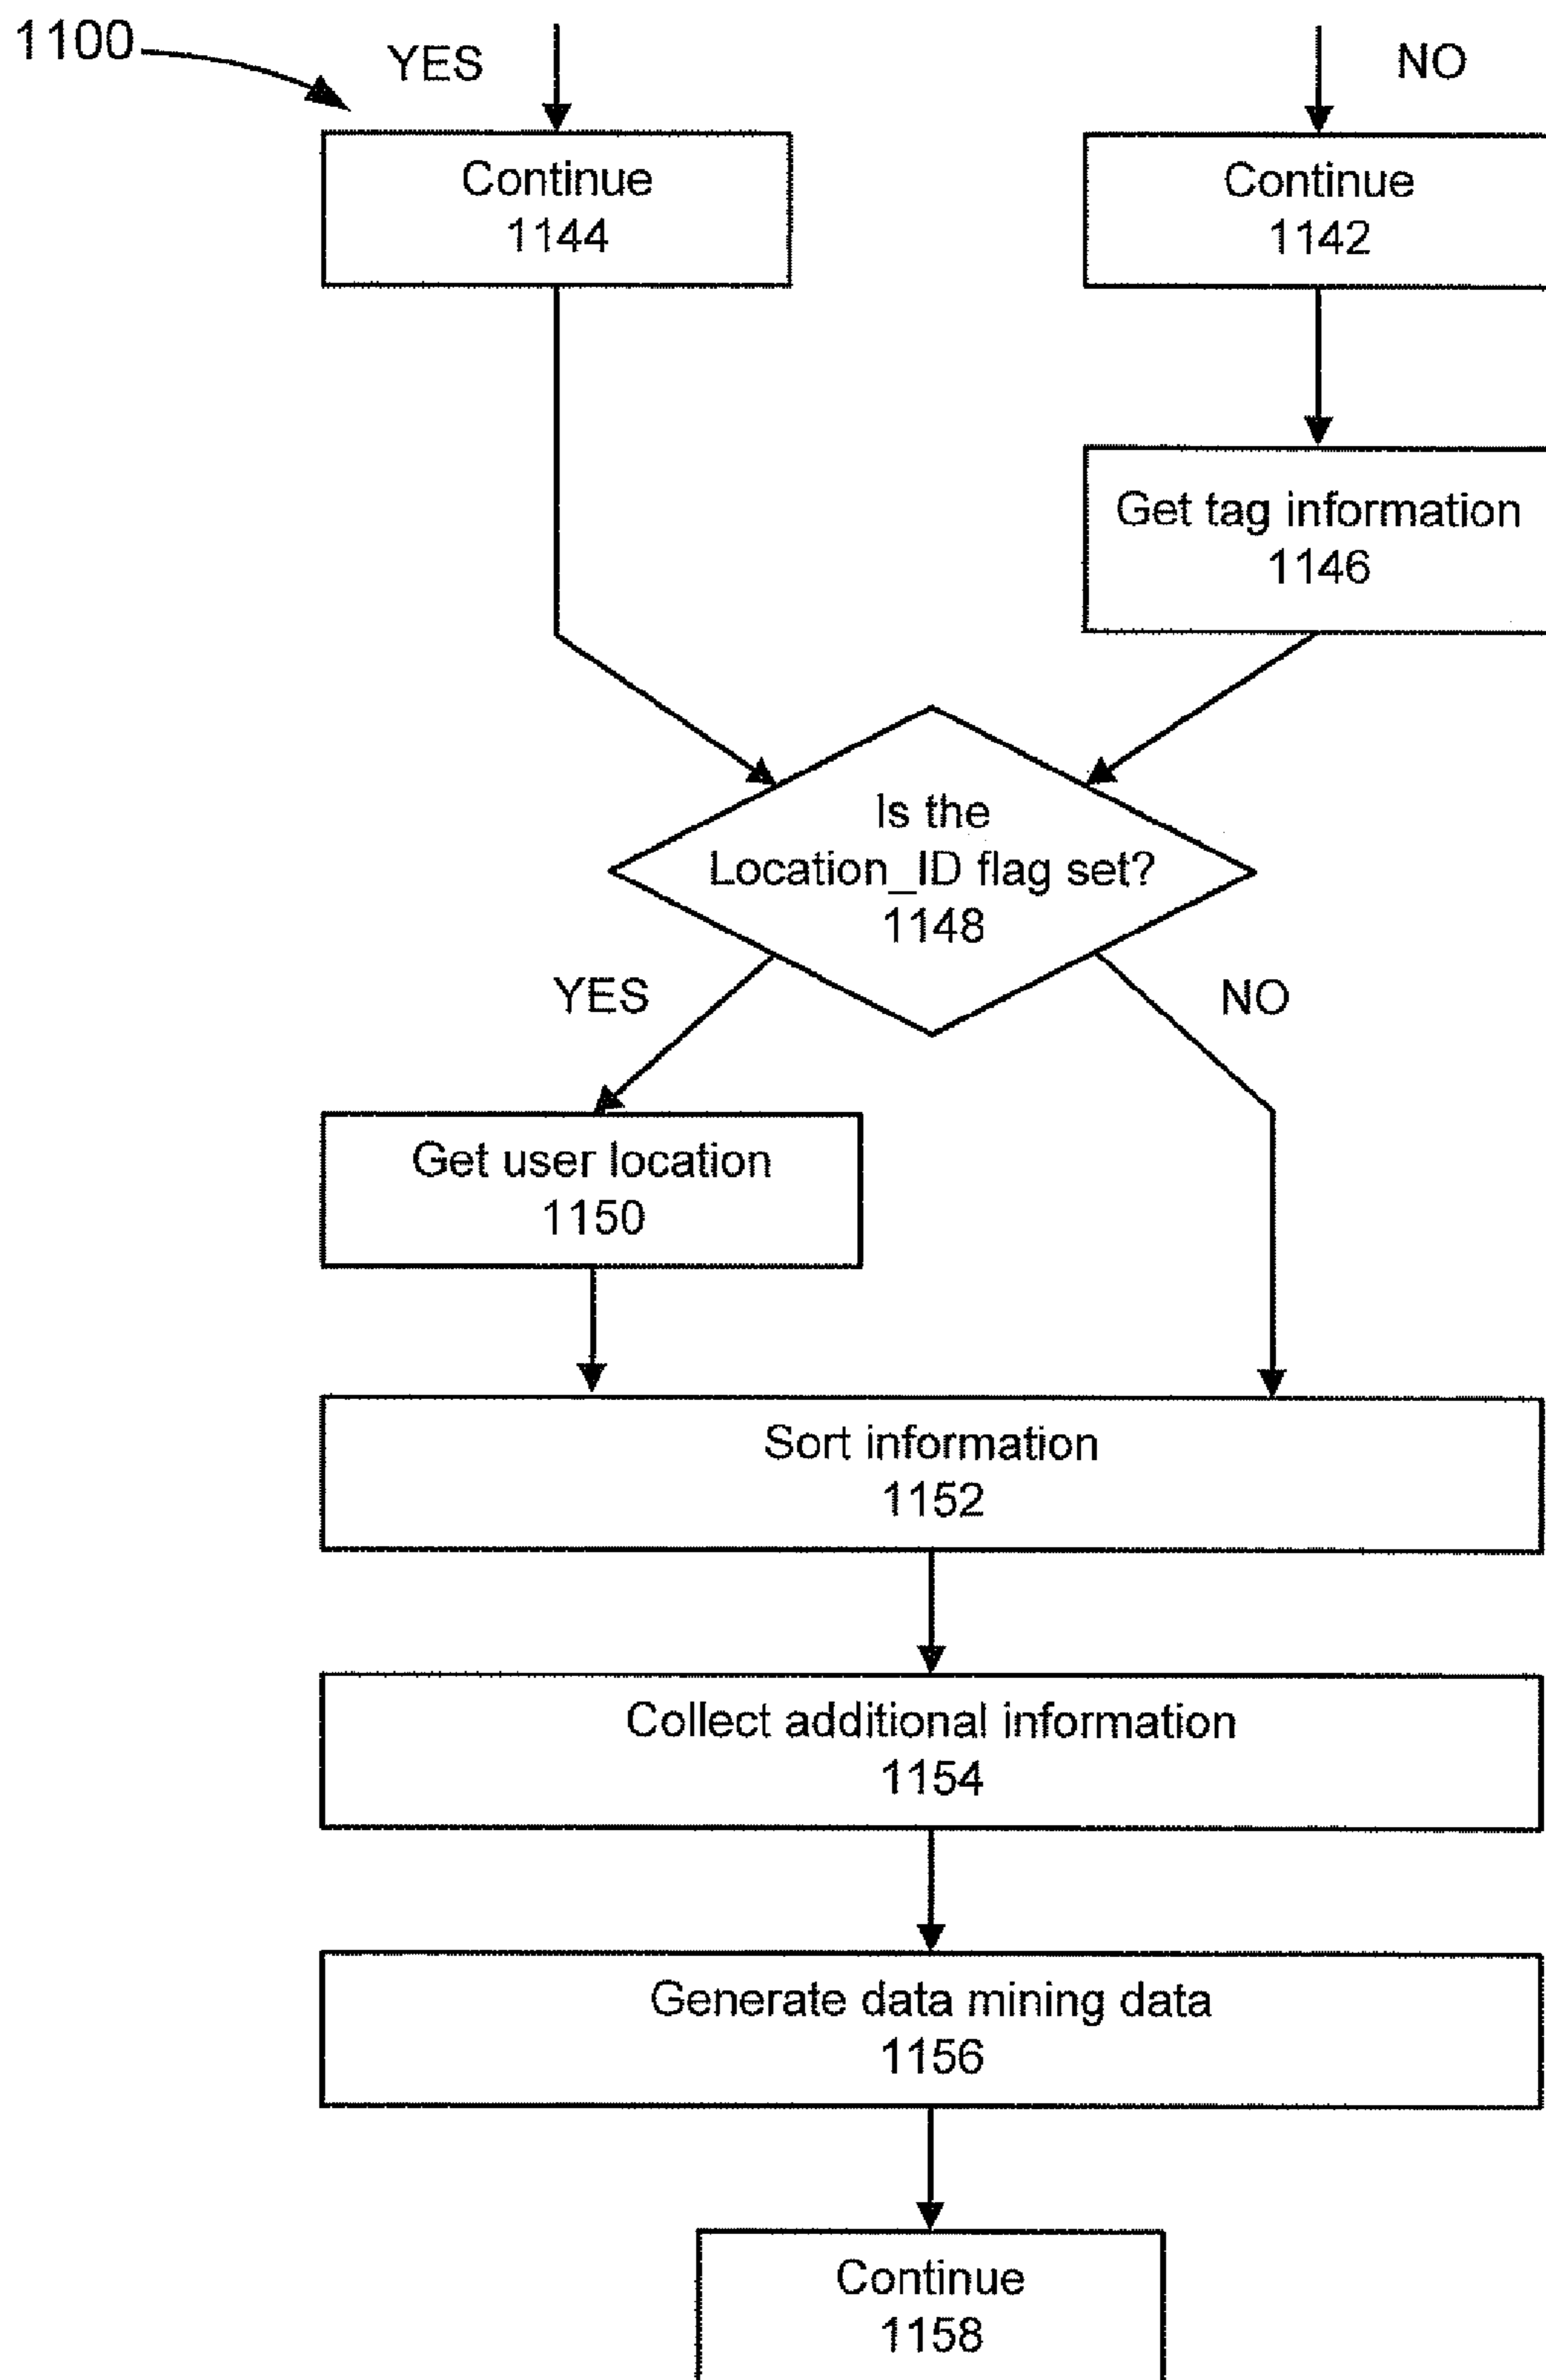 1100
YES
NO
Continue
1144
Continue
1142
Get tag information
1146
Is the
Location_ID flag set?
1148
YES
NO
Get user location
1150
Sort information
1152
Collect additional information
1154
Generate data mining data
1156
Continue
1158